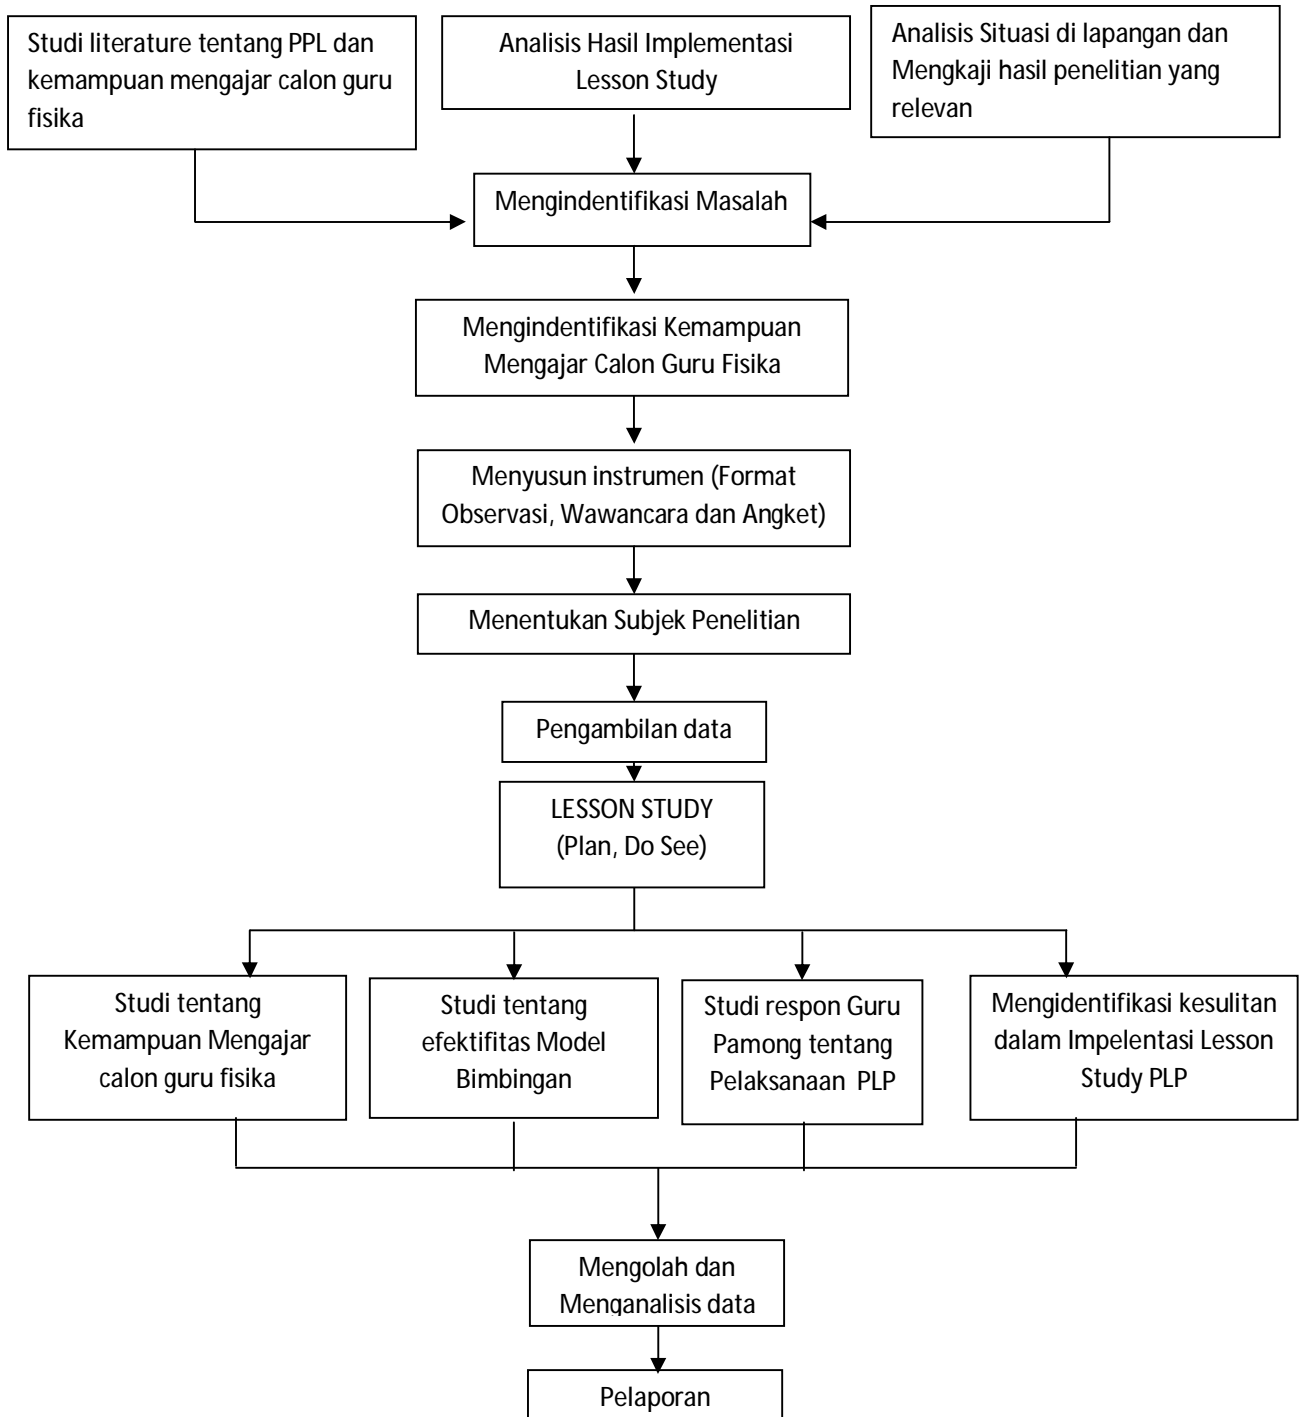 Studi literature tentang PPL dan
kemampuan mengajar calon guru
fisika
Analisis Hasil Implementasi
Lesson Study
Analisis Situasi di lapangan dan
Mengkaji hasil penelitian yang
relevan
Mengindentifikasi Masalah
Mengindentifikasi Kemampuan
Mengajar Calon Guru Fisika
Menyusun instrumen (Format
Observasi, Wawancara dan Angket)
Menentukan Subjek Penelitian
Pengambilan data
LESSON STUDY
(Plan, Do See)
Studi tentang
Kemampuan Mengajar
calon guru fisika
Studi tentang
efektifitas Model
Bimbingan
Studi respon Guru
Pamong tentang
Pelaksanaan PLP
Mengidentifikasi kesulitan
dalam Impelentasi Lesson
Study PLP
Mengolah dan
Menganalisis data
Pelaporan